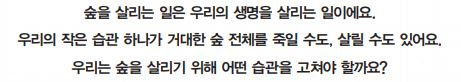 숲을 살리는 일은 우리의 생명을 살리는 일이에요.
우리의 작은 습관 하나가 거대한 숲 전체를 죽일 수도, 살릴 수도 있어요.
우리는 숲을 살리기 위해 어떤 습관을 고쳐야 할까요?